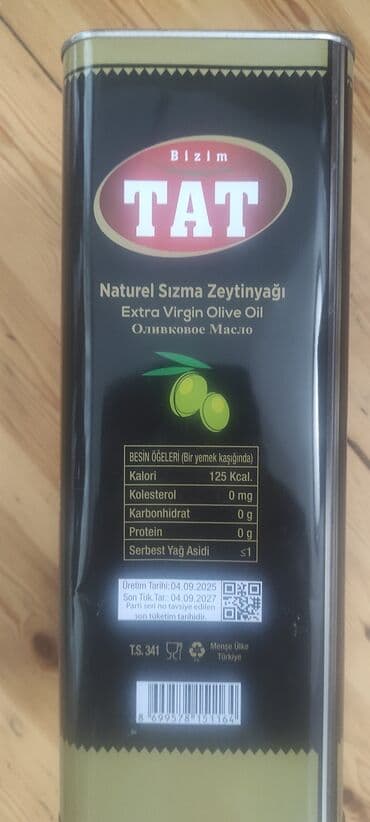 Bizim
TAT
Naturel Sızma Zeytinyağı
Extra Virgin Olive Oil
Оливковое Масло
BESİN ÖĞELERİ (Bir yemek kaşığında)
Kalori 125 Kcal.
Kolesterol 0 mg
Karbonhidrat 0 g
Protein 0 g
Serbest Yağ Asidi ≤1
Üretim Tarihi:04.09.2025
Son Tük.Tar.:04.09.2027
Parti seri no tavsiye edilen
son tüketim tarihidir.
T.S. 341
Menşe Ülke
Türkiye
8 699578 151164